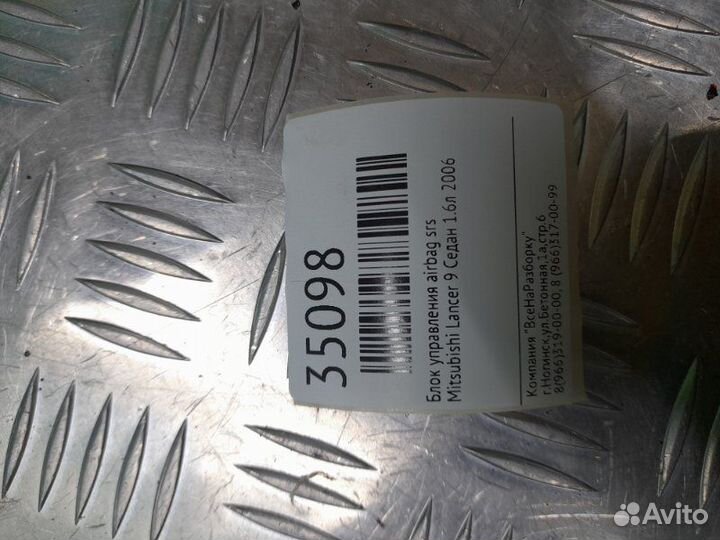 35098
Блок управления airbag srs
Mitsubishi Lancer 9 Седан 1.6л 2006
Компания "ВсеНаРазборку"
г.Ногинск,ул.Бетонная,1а,стр.6
8(966)319-00-00, 8 (966)317-00-99
Avito